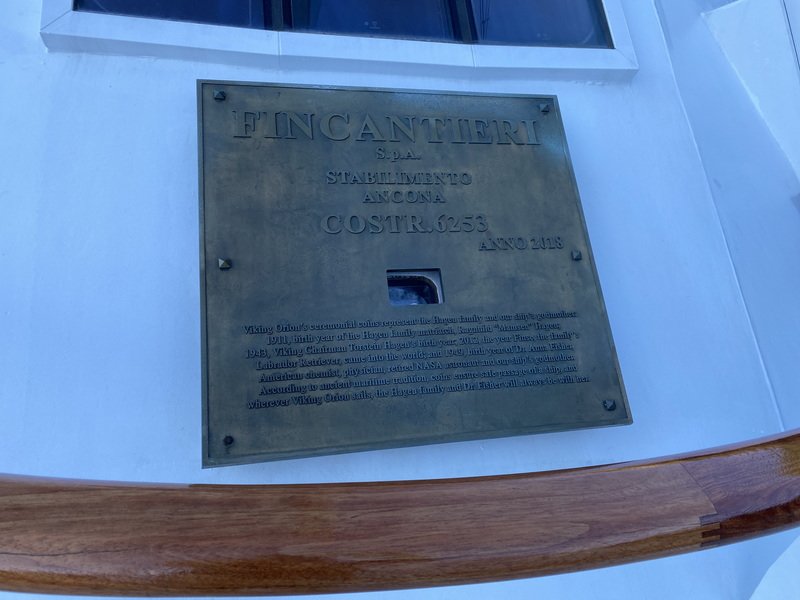 FINCANTIERI
S.p.A.
STABILIMENTO
ANCONA
COSTR. 6253
ANNO 2018
Viking Orion's ceremonial coins represent the Hagen family and our ship's godmother:
1911, birth year of the Hagen family matriarch, Ragnhild "Mamsen" Hagen;
1943, Viking Chairman Torstein Hagen's birth year; 2012, the year Finse, the family's
Labrador Retriever, came into the world; and 1949, birth year of Dr. Anna Fisher,
American chemist, physician, retired NASA astronaut and our ship's godmother.
According to ancient maritime tradition, coins ensure safe passage of a ship, and
wherever Viking Orion sails, the Hagen family and Dr. Fisher will always be with her.